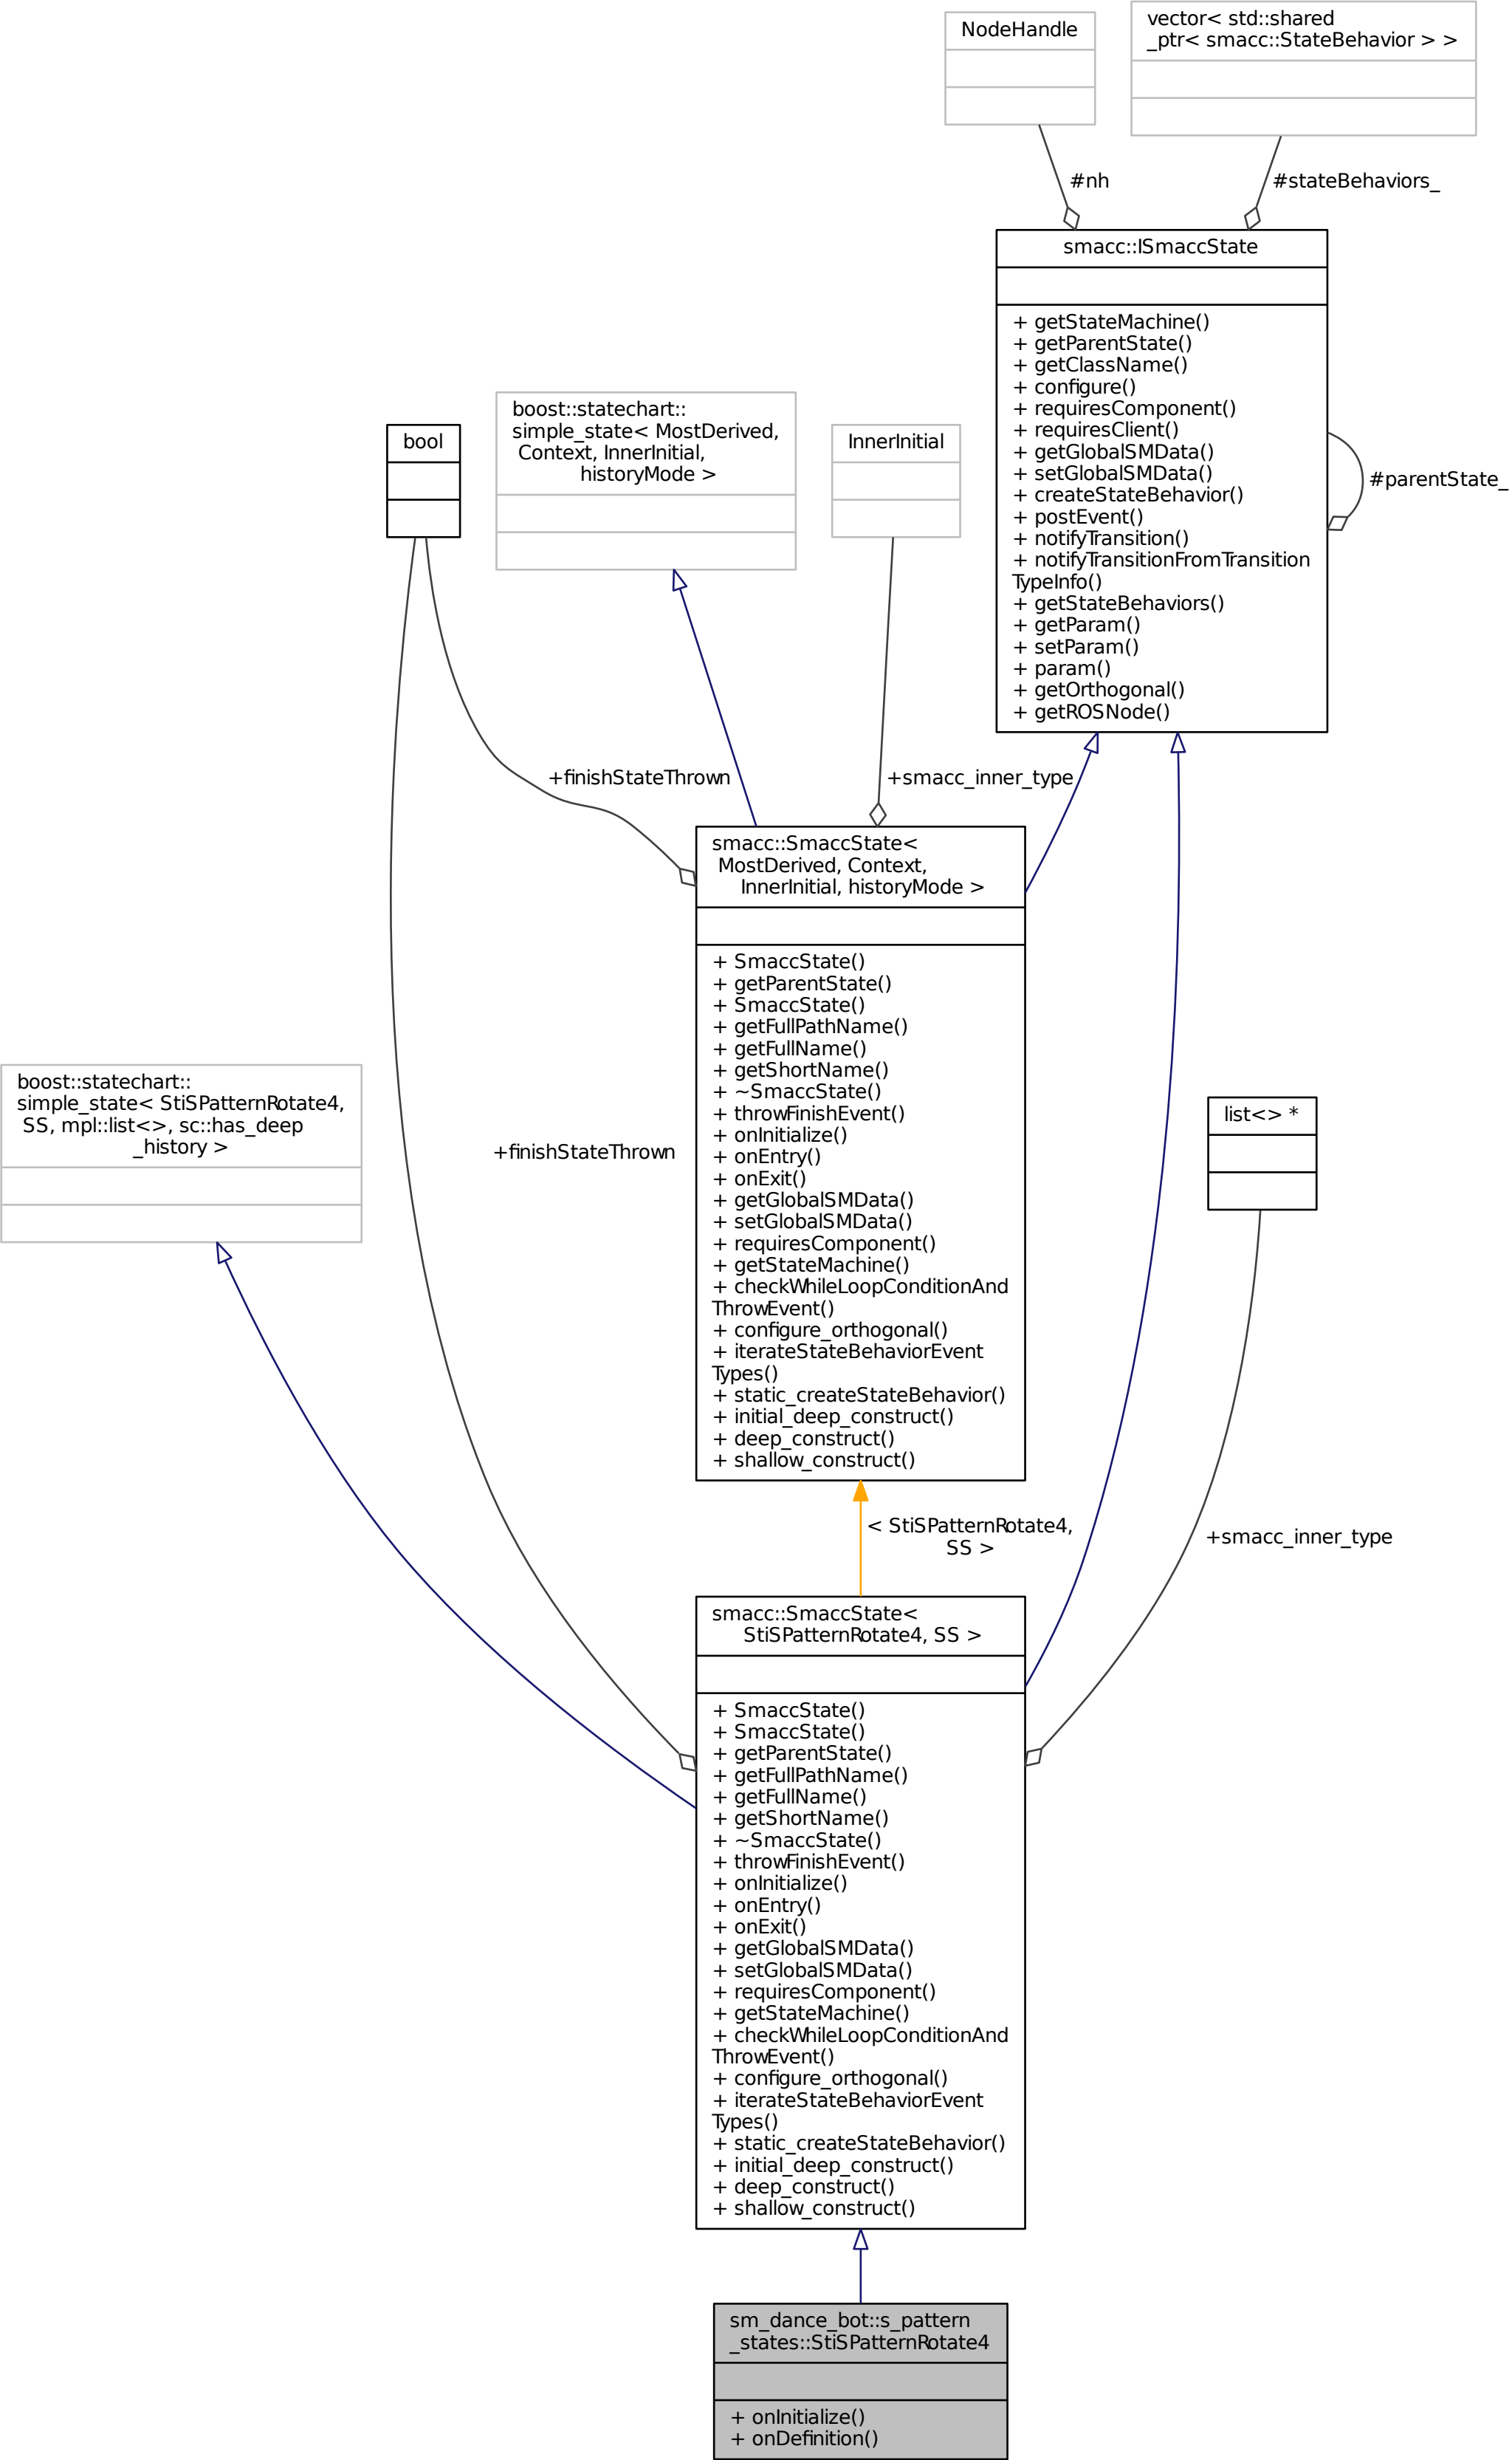 NodeHandle
vector< std::shared
_ptr< smacc::StateBehavior > >
#nh
#stateBehaviors_
smacc::ISmaccState
+ getStateMachine()
+ getParentState()
+ getClassName()
+ configure()
+ requiresComponent()
+ requiresClient()
+ getGlobalSMData()
+ setGlobalSMData()
+ createStateBehavior()
+ postEvent()
+ notifyTransition()
+ notifyTransitionFromTransition
TypeInfo()
+ getStateBehaviors()
+ getParam()
+ setParam()
+ param()
+ getOrthogonal()
+ getROSNode()
#parentState_
bool
boost::statechart::
simple_state< MostDerived,
Context, InnerInitial,
historyMode >
InnerInitial
+finishStateThrown
+smacc_inner_type
smacc::SmaccState<
MostDerived, Context,
InnerInitial, historyMode >
+ SmaccState()
+ getParentState()
+ SmaccState()
+ getFullPathName()
+ getFullName()
+ getShortName()
+ ~SmaccState()
+ throwFinishEvent()
+ onInitialize()
+ onEntry()
+ onExit()
+ getGlobalSMData()
+ setGlobalSMData()
+ requiresComponent()
+ getStateMachine()
+ checkWhileLoopConditionAnd
ThrowEvent()
+ configure_orthogonal()
+ iterateStateBehaviorEvent
Types()
+ static_createStateBehavior()
+ initial_deep_construct()
+ deep_construct()
+ shallow_construct()
boost::statechart::
simple_state< StiSPatternRotate4,
SS, mpl::list<>, sc::has_deep
_history >
+finishStateThrown
list<> *
< StiSPatternRotate4,
SS >
+smacc_inner_type
smacc::SmaccState<
StiSPatternRotate4, SS >
+ SmaccState()
+ SmaccState()
+ getParentState()
+ getFullPathName()
+ getFullName()
+ getShortName()
+ ~SmaccState()
+ throwFinishEvent()
+ onInitialize()
+ onEntry()
+ onExit()
+ getGlobalSMData()
+ setGlobalSMData()
+ requiresComponent()
+ getStateMachine()
+ checkWhileLoopConditionAnd
ThrowEvent()
+ configure_orthogonal()
+ iterateStateBehaviorEvent
Types()
+ static_createStateBehavior()
+ initial_deep_construct()
+ deep_construct()
+ shallow_construct()
sm_dance_bot::s_pattern
_states::StiSPatternRotate4
+ onInitialize()
+ onDefinition()